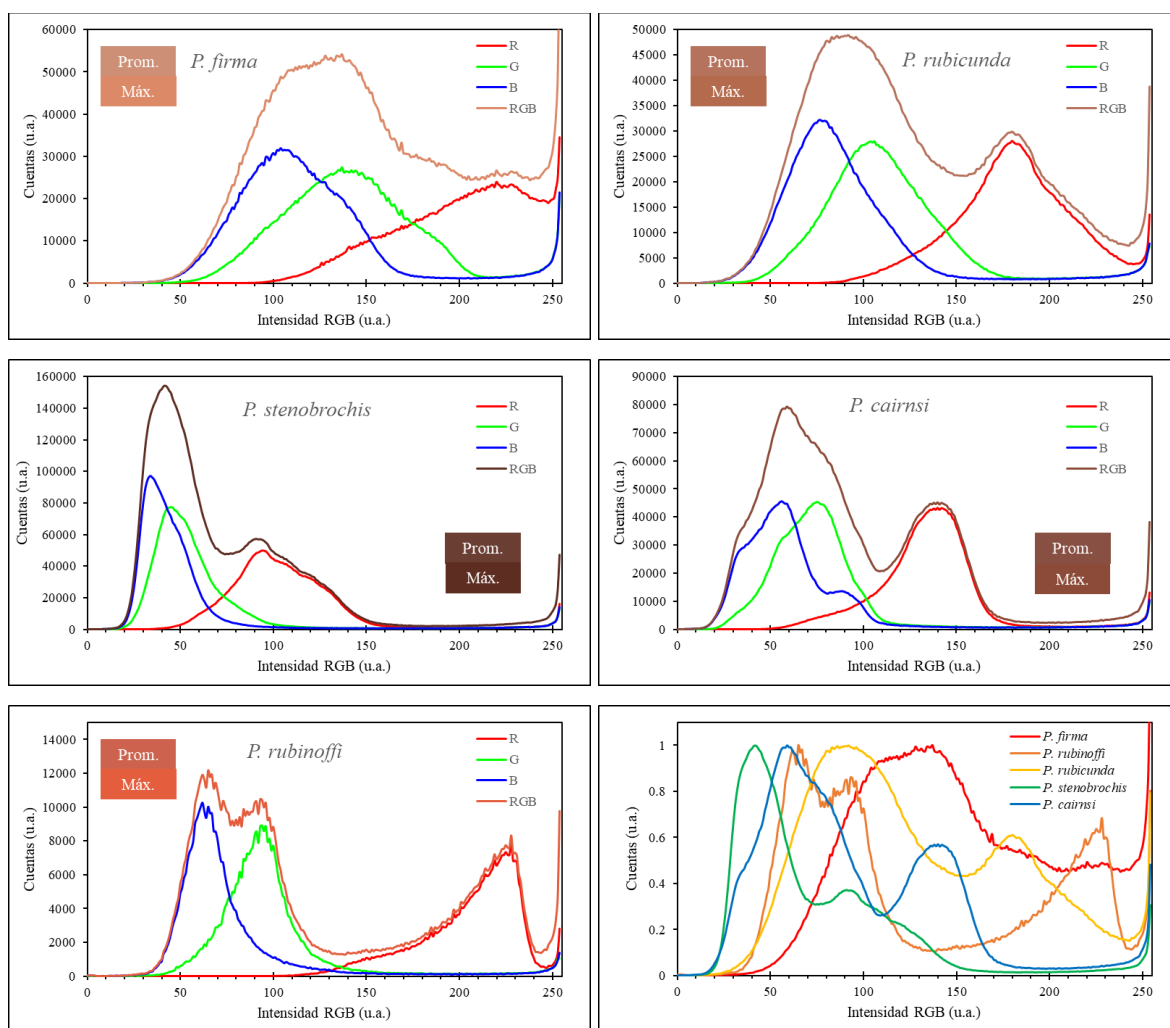 P. firma
Prom.
Máx.
R
G
B
RGB
Cuentas (u.a.)
60000
50000
40000
30000
20000
10000
0
0 50 100 150 200 250
Intensidad RGB (u.a.)
P. rubicunda
Prom.
Máx.
R
G
B
RGB
Cuentas (u.a.)
50000
45000
40000
35000
30000
25000
20000
15000
10000
5000
0
0 50 100 150 200 250
Intensidad RGB (u.a.)
P. stenobrochis
R
G
B
RGB
Prom.
Máx.
Cuentas (u.a.)
160000
140000
120000
100000
80000
60000
40000
20000
0
0 50 100 150 200 250
Intensidad RGB (u.a.)
P. cairnsi
R
G
B
RGB
Prom.
Máx.
Cuentas (u.a.)
90000
80000
70000
60000
50000
40000
30000
20000
10000
0
0 50 100 150 200 250
Intensidad RGB (u.a.)
P. rubinoffi
Prom.
Máx.
R
G
B
RGB
Cuentas (u.a.)
14000
12000
10000
8000
6000
4000
2000
0
0 50 100 150 200 250
Intensidad RGB (u.a.)
P. firma
P. rubinoffi
P. rubicunda
P. stenobrochis
P. cairnsi
Cuentas (u.a.)
1
0.8
0.6
0.4
0.2
0
0 50 100 150 200 250
Intensidad RGB (u.a.)